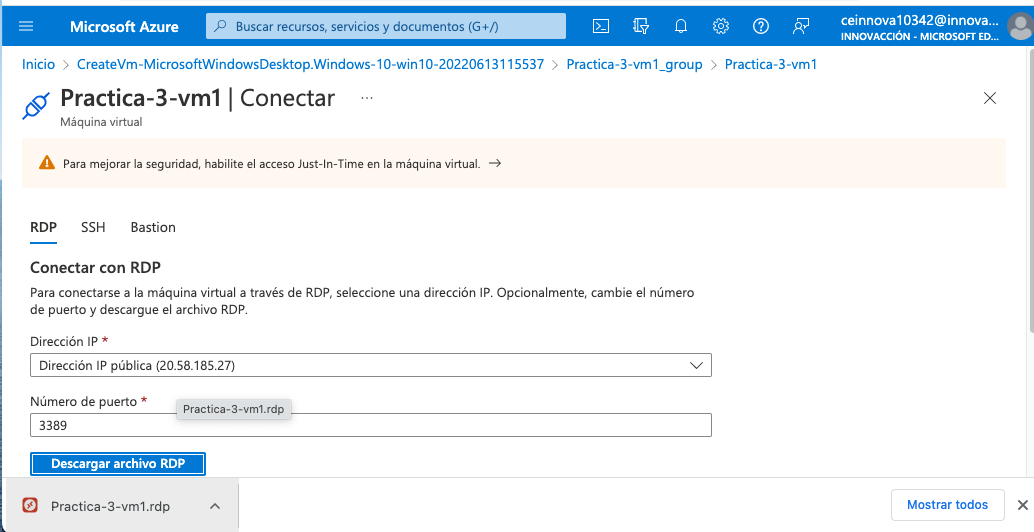 Microsoft Azure
Buscar recursos, servicios y documentos (G+/)
ceinnova10342@innova...
INNOVACCIÓN - MICROSOFT ED...
Inicio > CreateVm-MicrosoftWindowsDesktop.Windows-10-win10-20220613115537 > Practica-3-vm1_group > Practica-3-vm1
Practica-3-vm1 | Conectar ...
Máquina virtual
Para mejorar la seguridad, habilite el acceso Just-In-Time en la máquina virtual. →
RDP SSH Bastion
Conectar con RDP
Para conectarse a la máquina virtual a través de RDP, seleccione una dirección IP. Opcionalmente, cambie el número
de puerto y descargue el archivo RDP.
Dirección IP *
Dirección IP pública (20.58.185.27)
Número de puerto *
Practica-3-vm1.rdp
3389
Descargar archivo RDP
Practica-3-vm1.rdp
Mostrar todos